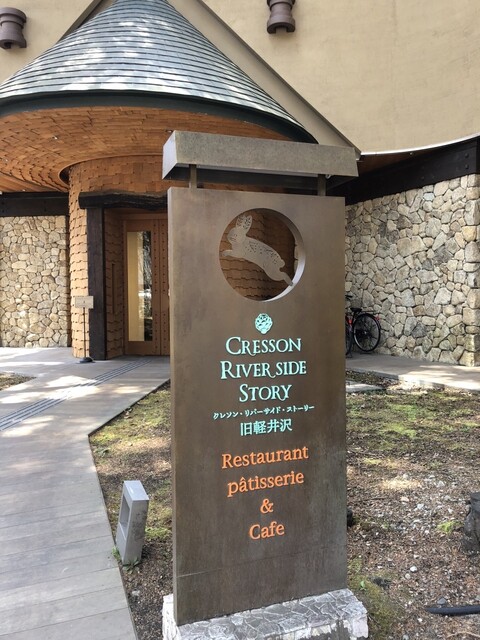 CRESSON
RIVER SIDE
STORY
クレソン・リバーサイド・ストーリー
旧軽井沢
Restaurant
pâtisserie
&
Cafe